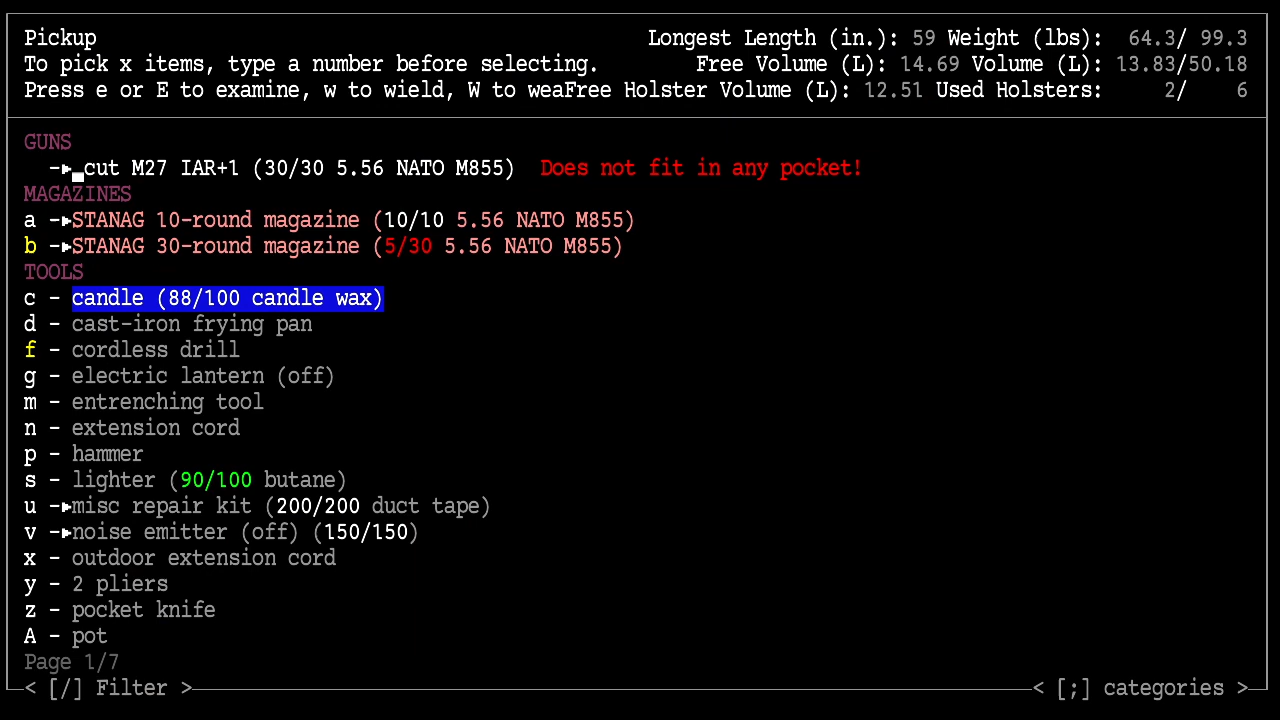 Pickup Longest Length (in.): 59 Weight (lbs): 64.3/ 99.3
To pick x items, type a number before selecting. Free Volume (L): 14.69 Volume (L): 13.83/50.18
Press e or E to examine, w to wield, W to weaFree Holster Volume (L): 12.51 Used Holsters: 2/ 6
GUNS
-▸ cut M27 IAR+1 (30/30 5.56 NATO M855) Does not fit in any pocket!
MAGAZINES
a -▸STANAG 10-round magazine (10/10 5.56 NATO M855)
b -▸STANAG 30-round magazine (5/30 5.56 NATO M855)
TOOLS
c - candle (88/100 candle wax)
d - cast-iron frying pan
f - cordless drill
g - electric lantern (off)
m - entrenching tool
n - extension cord
p - hammer
s - lighter (90/100 butane)
u -▸misc repair kit (200/200 duct tape)
v -▸noise emitter (off) (150/150)
x - outdoor extension cord
y - 2 pliers
z - pocket knife
A - pot
Page 1/7
< [/] Filter > < [;] categories >